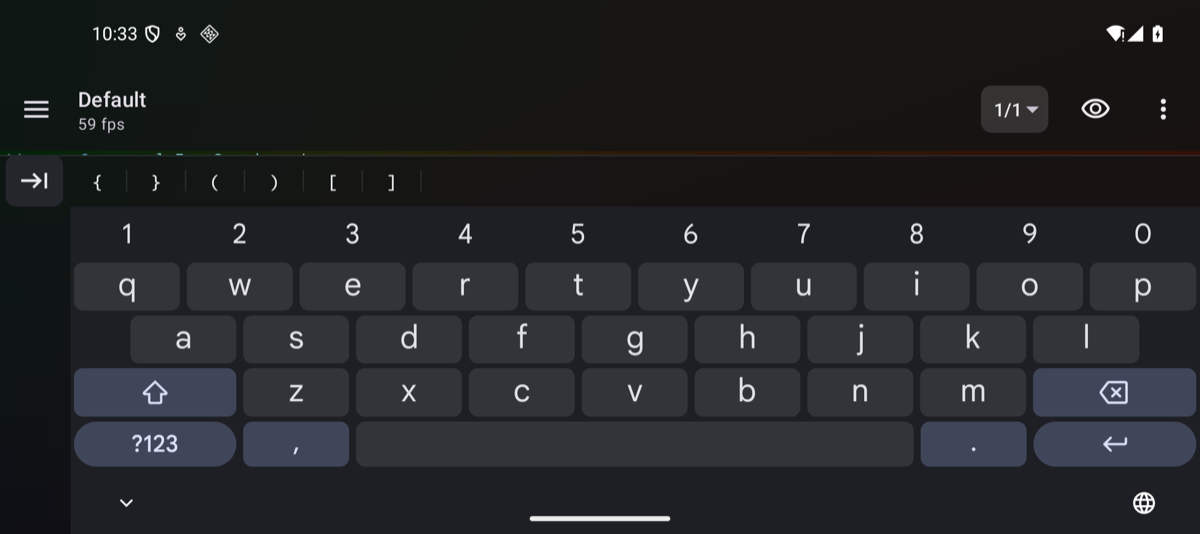 10:33
Default
59 fps
1/1
{ } ( ) [ ]
1 2 3 4 5 6 7 8 9 0
q w e r t y u i o p
a s d f g h j k l
z x c v b n m
?123 , .